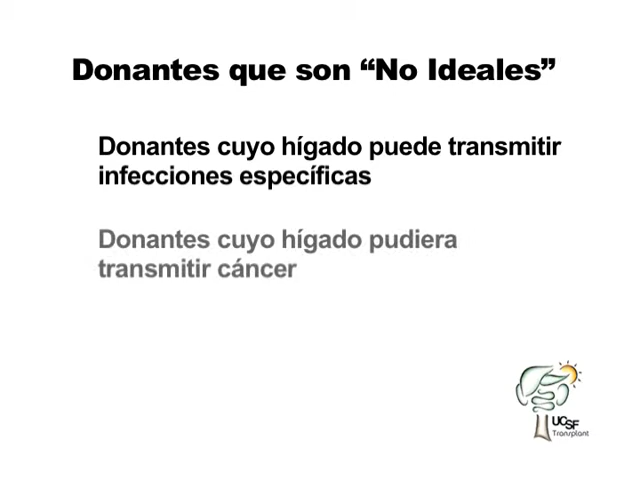 Donantes que son “No Ideales”
Donantes cuyo hígado puede transmitir
infecciones específicas
Donantes cuyo hígado pudiera
transmitir cáncer
UCSF
Transplant